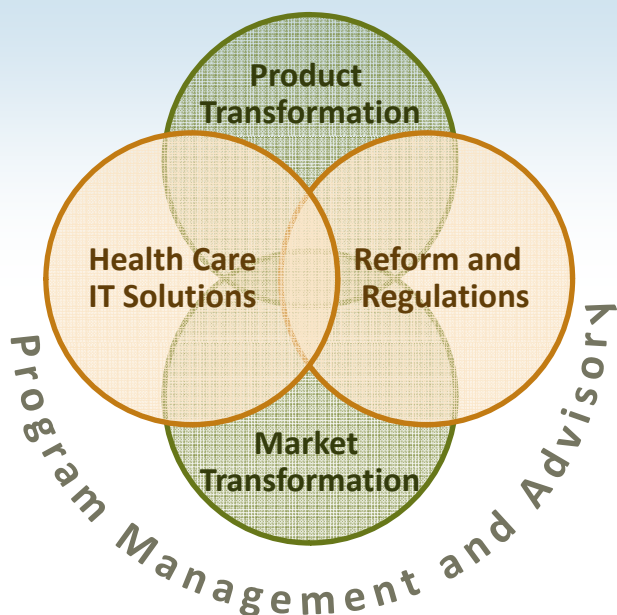 Product
Transformation
Health Care
IT Solutions
Reform and
Regulations
Market
Transformation
Program Management and Advisory